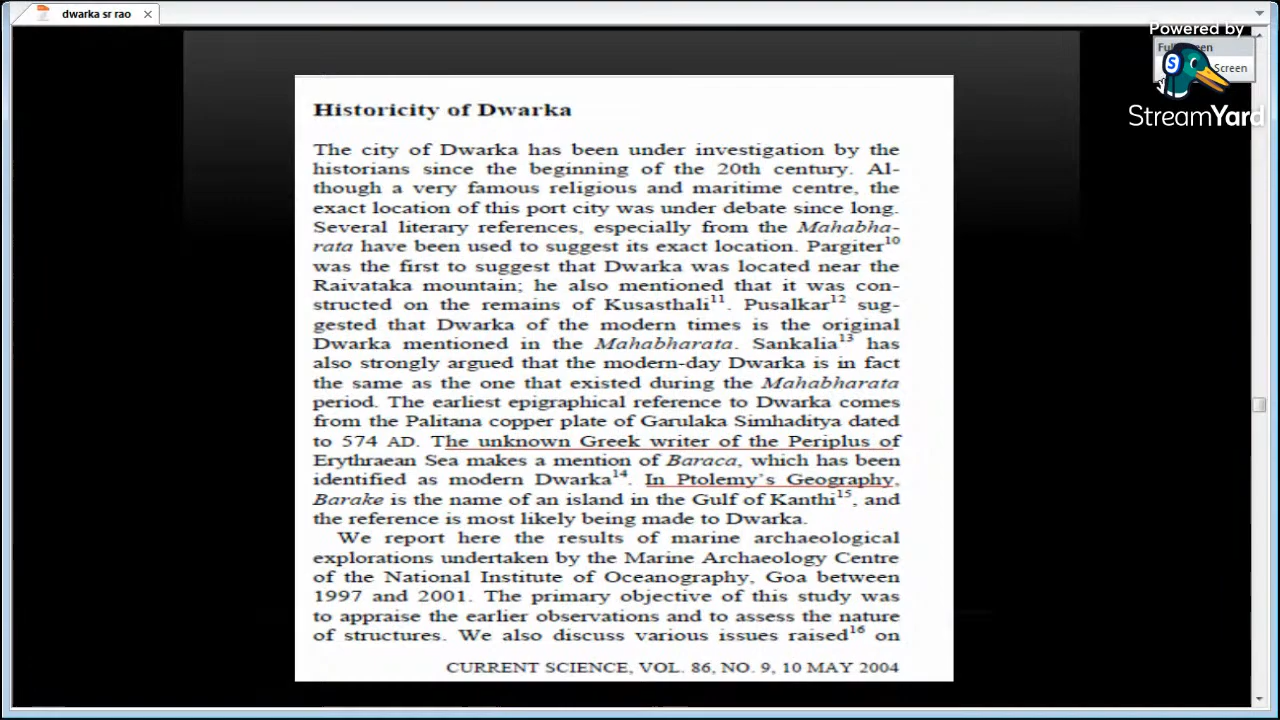 dwarka sr rao
Powered by
Screen
StreamYard
Historicity of Dwarka
The city of Dwarka has been under investigation by the
historians since the beginning of the 20th century. Al-
though a very famous religious and maritime centre, the
exact location of this port city was under debate since long.
Several literary references, especially from the Mahabha-
rata have been used to suggest its exact location. Pargiter10
was the first to suggest that Dwarka was located near the
Raivataka mountain; he also mentioned that it was con-
structed on the remains of Kusasthali11. Pusalkar12 sug-
gested that Dwarka of the modern times is the original
Dwarka mentioned in the Mahabharata. Sankalia13 has
also strongly argued that the modern-day Dwarka is in fact
the same as the one that existed during the Mahabharata
period. The earliest epigraphical reference to Dwarka comes
from the Palitana copper plate of Garulaka Simhaditya dated
to 574 AD. The unknown Greek writer of the Periplus of
Erythraean Sea makes a mention of Baraca, which has been
identified as modern Dwarka14. In Ptolemy's Geography,
Barake is the name of an island in the Gulf of Kanthi15, and
the reference is most likely being made to Dwarka.
We report here the results of marine archaeological
explorations undertaken by the Marine Archaeology Centre
of the National Institute of Oceanography, Goa between
1997 and 2001. The primary objective of this study was
to appraise the earlier observations and to assess the nature
of structures. We also discuss various issues raised16 on
CURRENT SCIENCE, VOL. 86, NO. 9, 10 MAY 2004